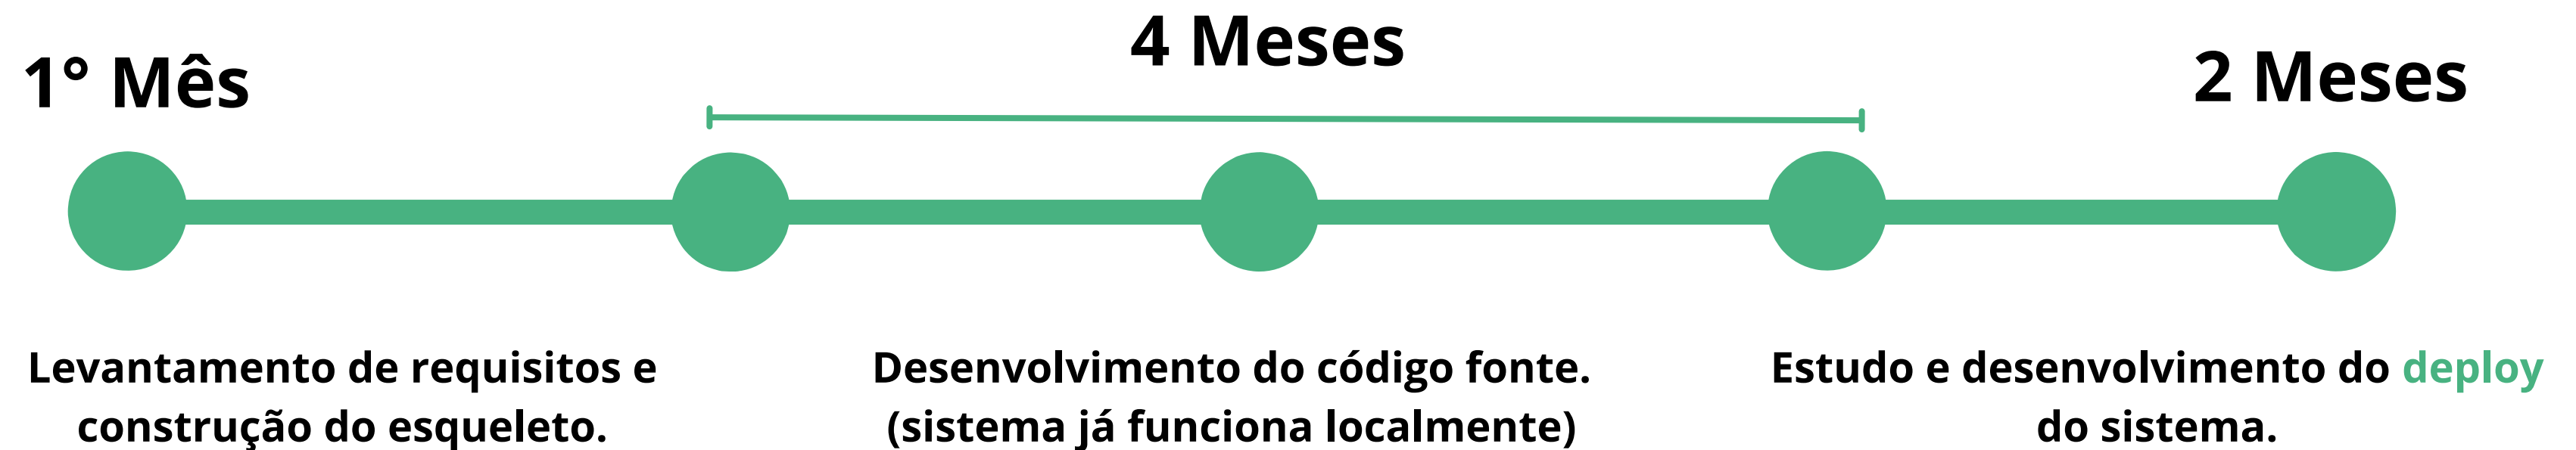 1° Mês
4 Meses
2 Meses
Levantamento de requisitos e
construção do esqueleto.
Desenvolvimento do código fonte.
(sistema já funciona localmente)
Estudo e desenvolvimento do deploy
do sistema.